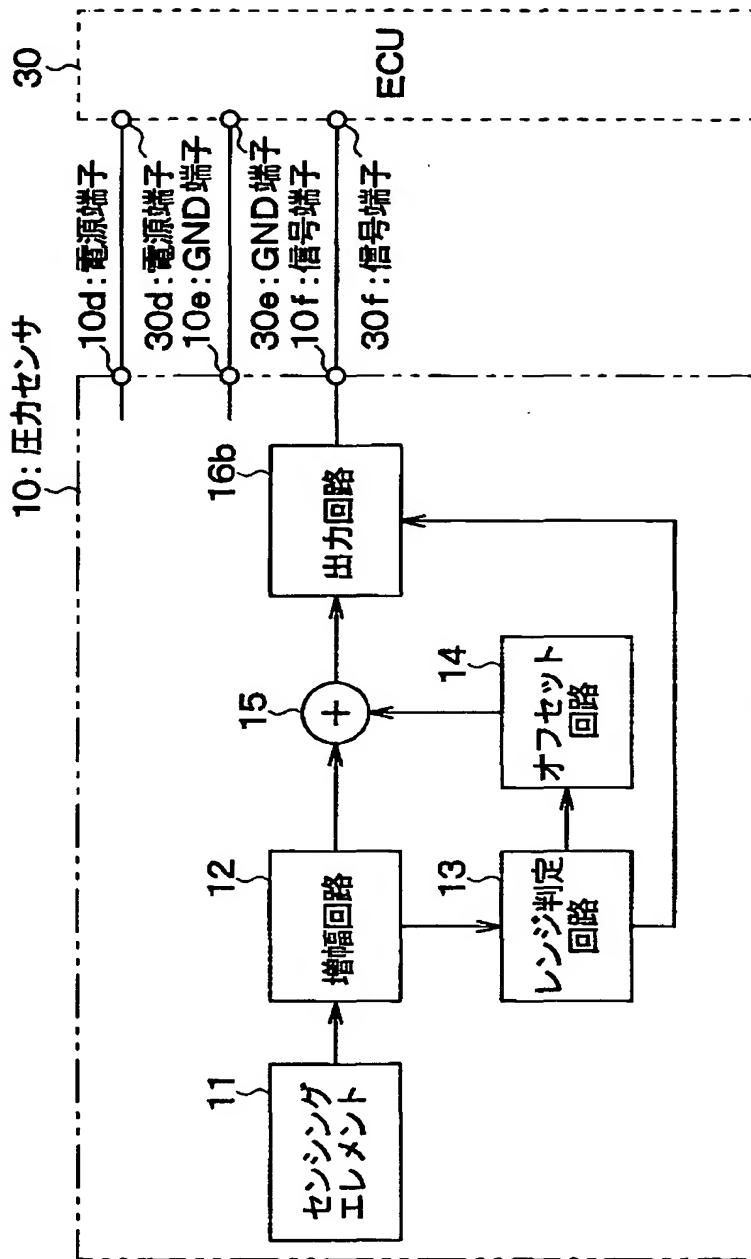 10:圧力センサ
30
10d:電源端子
30d:電源端子
10e:GND端子
30e:GND端子
10f:信号端子
30f:信号端子
ECU
11
センシング
エレメント
12
増幅回路
13
レンジ判定
回路
14
オフセット
回路
15
+
16b
出力回路